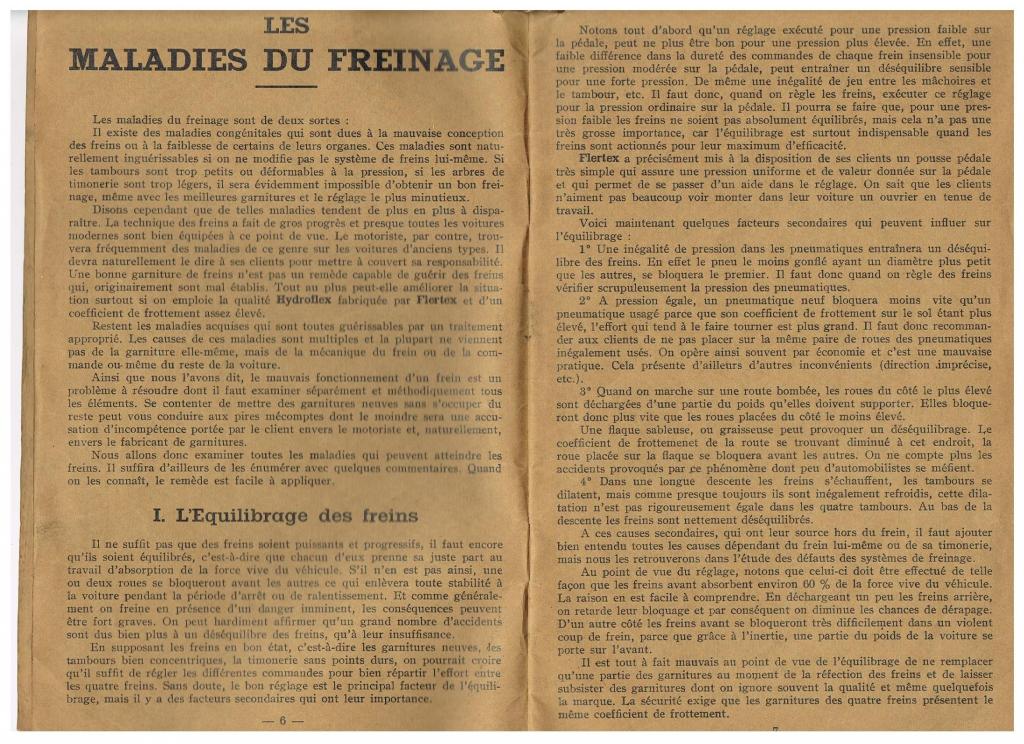 LES
MALADIES DU FREINAGE
Les maladies du freinage sont de deux sortes :
Il existe des maladies congénitales qui sont dues à la mauvaise conception
des freins ou à la faiblesse de certains de leurs organes. Ces maladies sont natu-
rellement inguérissables si on ne modifie pas le système de freins lui-même. Si
les tambours sont trop petits ou déformables à la pression, si les arbres de
timonerie sont trop légers, il sera évidemment impossible d'obtenir un bon frei-
nage, même avec les meilleures garnitures et le réglage le plus minutieux.
Disons cependant que de telles maladies tendent de plus en plus à dispa-
raître. La technique des freins a fait de gros progrès et presque toutes les voitures
modernes sont bien équipées à ce point de vue. Le motoriste, par contre, trou-
vera fréquemment des maladies de ce genre sur les voitures d'anciens types. Il
devra naturellement le dire à ses clients pour mettre à couvert sa responsabilité.
Une bonne garniture de freins n'est pas un remède capable de guérir des freins
qui, originairement sont mal établis. Tout au plus peut-elle améliorer la situa-
tion surtout si on emploie la qualité Hydroflex fabriquée par Flertex et d'un
coefficient de frottement assez élevé.
Restent les maladies acquises qui sont toutes guérissables par un traitement
approprié. Les causes de ces maladies sont multiples et la plupart ne viennent
pas de la garniture elle-même, mais de la mécanique du frein ou de la com-
mande ou même du reste de la voiture.
Ainsi que nous l'avons dit, le mauvais fonctionnement d'un frein est un
problème à résoudre dont il faut examiner séparément et méthodiquement tous
les éléments. Se contenter de mettre des garnitures neuves sans s'occuper du
reste peut vous conduire aux pires mécomptes dont le moindre sera une accu-
sation d'incompétence portée par le client envers le motoriste et, naturellement,
envers le fabricant de garnitures.
Nous allons donc examiner toutes les maladies qui peuvent atteindre les
freins. Il suffira d'ailleurs de les énumérer avec quelques commentaires. Quand
on les connaît, le remède est facile à appliquer.
I. L'Equilibrage des freins
Il ne suffit pas que des freins soient puissants et progressifs, il faut encore
qu'ils soient équilibrés, c'est-à-dire que chacun d'eux prenne sa juste part au
travail d'absorption de la force vive du véhicule. S'il n'en est pas ainsi, une
ou deux roues se bloqueront avant les autres ce qui enlèvera toute stabilité à
la voiture pendant la période d'arrêt ou de ralentissement. Et comme générale-
ment on freine en présence d'un danger imminent, les conséquences peuvent
être fort graves. On peut hardiment affirmer qu'un grand nombre d'accidents
sont dus bien plus à un déséquilibre des freins, qu'à leur insuffisance.
En supposant les freins en bon état, c'est-à-dire les garnitures neuves, des
tambours bien concentriques, la timonerie sans points durs, on pourrait croire
qu'il suffit de régler les différentes commandes pour bien répartir l'effort entre
les quatre freins. Sans doute, le bon réglage est le principal facteur de l'équili-
brage, mais il y a des facteurs secondaires qui ont leur importance.
— 6 —
Notons tout d'abord qu'un réglage exécuté pour une pression faible sur
la pédale, peut ne plus être bon pour une pression plus élevée. En effet, une
faible différence dans la dureté des commandes de chaque frein insensible pour
une pression modérée sur la pédale, peut entraîner un déséquilibre sensible
pour une forte pression. De même une inégalité de jeu entre les mâchoires et
le tambour, etc. Il faut donc, quand on règle les freins, exécuter ce réglage
pour la pression ordinaire sur la pédale. Il pourra se faire que, pour une pres-
sion faible les freins ne soient pas absolument équilibrés, mais cela n'a pas une
très grosse importance, car l'équilibrage est surtout indispensable quand les
freins sont actionnés pour leur maximum d'efficacité.
Flertex a précisément mis à la disposition de ses clients un pousse pédale
très simple qui assure une pression uniforme et de valeur donnée sur la pédale
et qui permet de se passer d'un aide dans le réglage. On sait que les clients
n'aiment pas beaucoup voir monter dans leur voiture un ouvrier en tenue de
travail.
Voici maintenant quelques facteurs secondaires qui peuvent influer sur
l'équilibrage :
1° Une inégalité de pression dans les pneumatiques entraînera un déséqui-
libre des freins. En effet le pneu le moins gonflé ayant un diamètre plus petit
que les autres, se bloquera le premier. Il faut donc quand on règle des freins
vérifier scrupuleusement la pression des pneumatiques.
2° A pression égale, un pneumatique neuf bloquera moins vite qu'un
pneumatique usagé parce que son coefficient de frottement sur le sol étant plus
élevé, l'effort qui tend à le faire tourner est plus grand. Il faut donc recomman-
der aux clients de ne pas placer sur la même paire de roues des pneumatiques
inégalement usés. On opère ainsi souvent par économie et c'est une mauvaise
pratique. Cela présente d'ailleurs d'autres inconvénients (direction imprécise,
etc.).
3° Quand on marche sur une route bombée, les roues du côté le plus élevé
sont déchargées d'une partie du poids qu'elles doivent supporter. Elles bloque-
ront donc plus vite que les roues placées du côté le moins élevé.
Une flaque sableuse, ou graisseuse peut provoquer un déséquilibrage. Le
coefficient de frottemenet de la route se trouvant diminué à cet endroit, la
roue placée sur la flaque se bloquera avant les autres. On ne compte plus les
accidents provoqués par ce phénomène dont peu d'automobilistes se méfient.
4° Dans une longue descente les freins s'échauffent, les tambours se
dilatent, mais comme presque toujours ils sont inégalement refroidis, cette dila-
tation n'est pas rigoureusement égale dans les quatre tambours. Au bas de la
descente les freins sont nettement déséquilibrés.
A ces causes secondaires, qui ont leur source hors du frein, il faut ajouter
bien entendu toutes les causes dépendant du frein lui-même ou de sa timonerie,
mais nous les retrouverons dans l'étude des défauts des systèmes de freinage.
Au point de vue du réglage, notons que celui-ci doit être effectué de telle
façon que les freins avant absorbent environ 60 % de la force vive du véhicule.
La raison en est facile à comprendre. En déchargeant un peu les freins arrière,
on retarde leur bloquage et par conséquent on diminue les chances de dérapage.
D'un autre côté les freins avant se bloqueront très difficilement dans un violent
coup de frein, parce que grâce à l'inertie, une partie du poids de la voiture se
porte sur l'avant.
Il est tout à fait mauvais au point de vue de l'équilibrage de ne remplacer
qu'une partie des garnitures au moment de la réfection des freins et de laisser
subsister des garnitures dont on ignore souvent la qualité et même quelquefois
la marque. La sécurité exige que les garnitures des quatre freins présentent le
même coefficient de frottement.